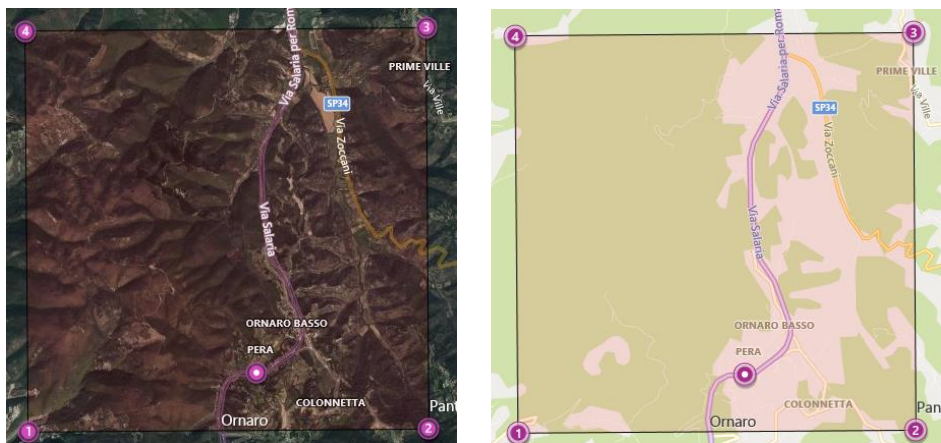 4
3
Via Salaria per Roma
PRIME VILLE
Via Ville
SP34
Via Zoccani
Via Salaria
ORNARO BASSO
PERA
COLONNETTA
Ornaro
Pant
1
2
4
3
Via Salaria per Roma
PRIME VILLE
Via Ville
SP34
Via Zoccani
Via Salaria
ORNARO BASSO
PERA
COLONNETTA
Ornaro
Pan
1
2